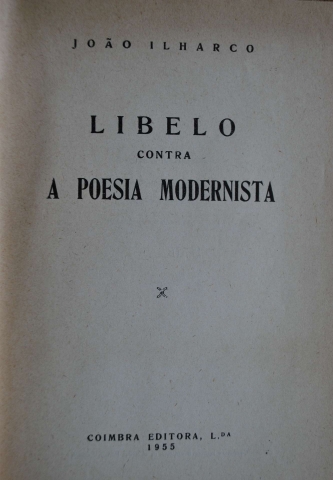 JOÃO ILHARCO
LIBELO
CONTRA
A POESIA MODERNISTA
COIMBRA EDITORA, L.DA
1955